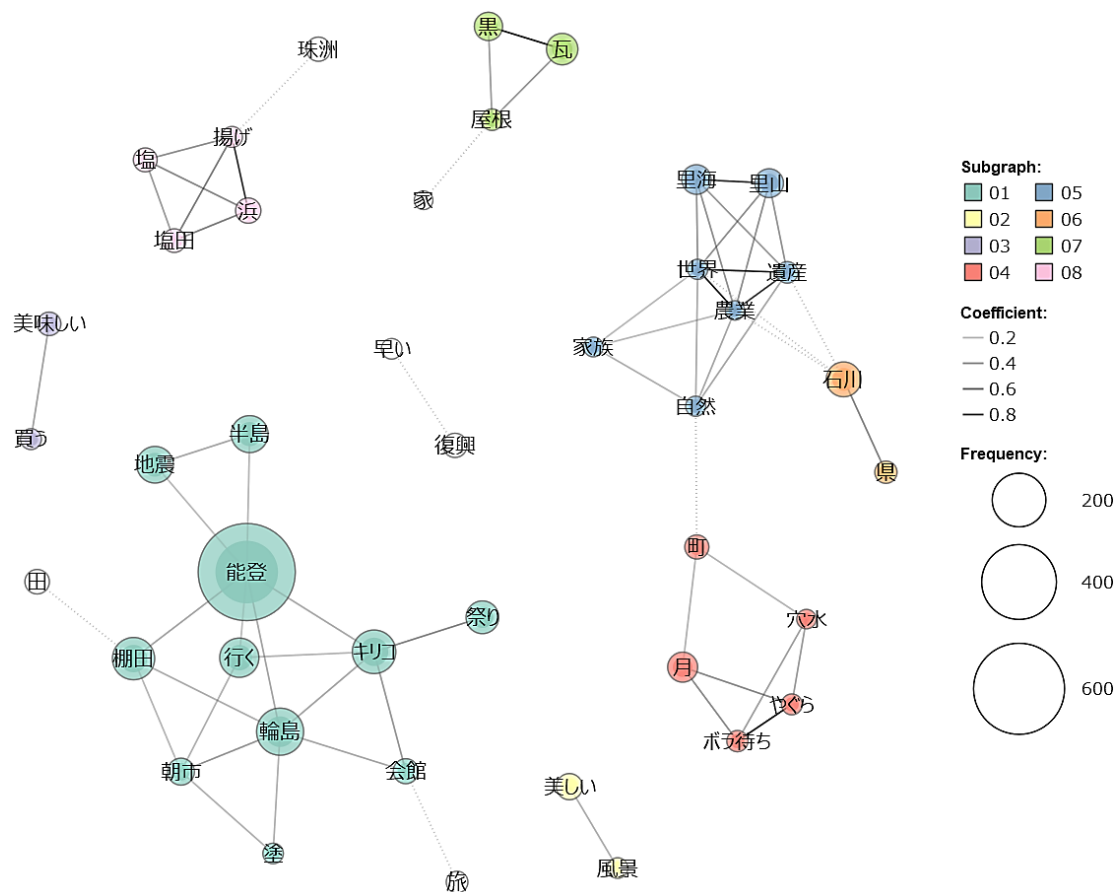 黒
瓦
珠洲
屋根
揚げ
塩
浜
塩田
家
里海
里山
世界
遺産
農業
家族
自然
石川
県
美味しい
買う
早い
復興
半島
地震
能登
田
棚田
行く
キリコ
祭り
輪島
朝市
会館
塗
旅
町
穴水
月
やぐら
ボラ待ち
美しい
風景
Subgraph:
01 05
02 06
03 07
04 08
Coefficient:
0.2
0.4
0.6
0.8
Frequency:
200
400
600